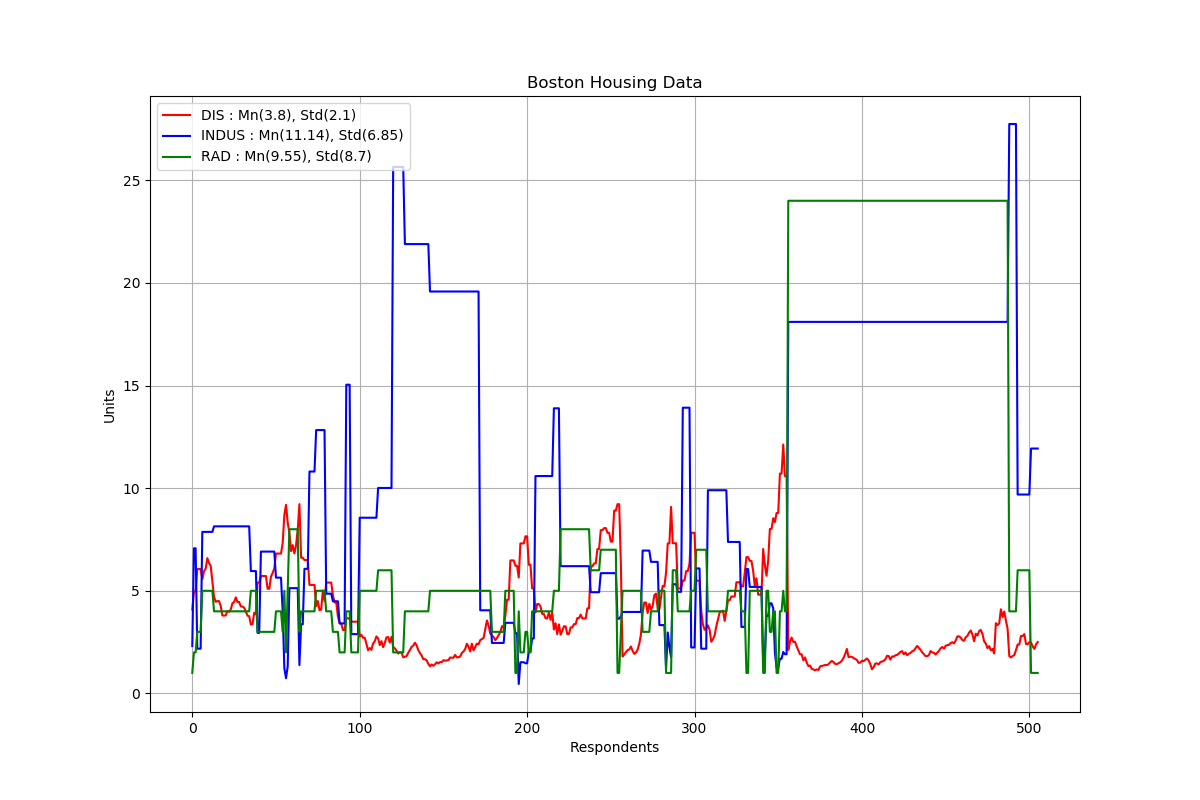 Boston Housing Data
DIS : Mn(3.8), Std(2.1)
INDUS : Mn(11.14), Std(6.85)
RAD : Mn(9.55), Std(8.7)
25
20
15
10
5
0
Units
0 100 200 300 400 500
Respondents